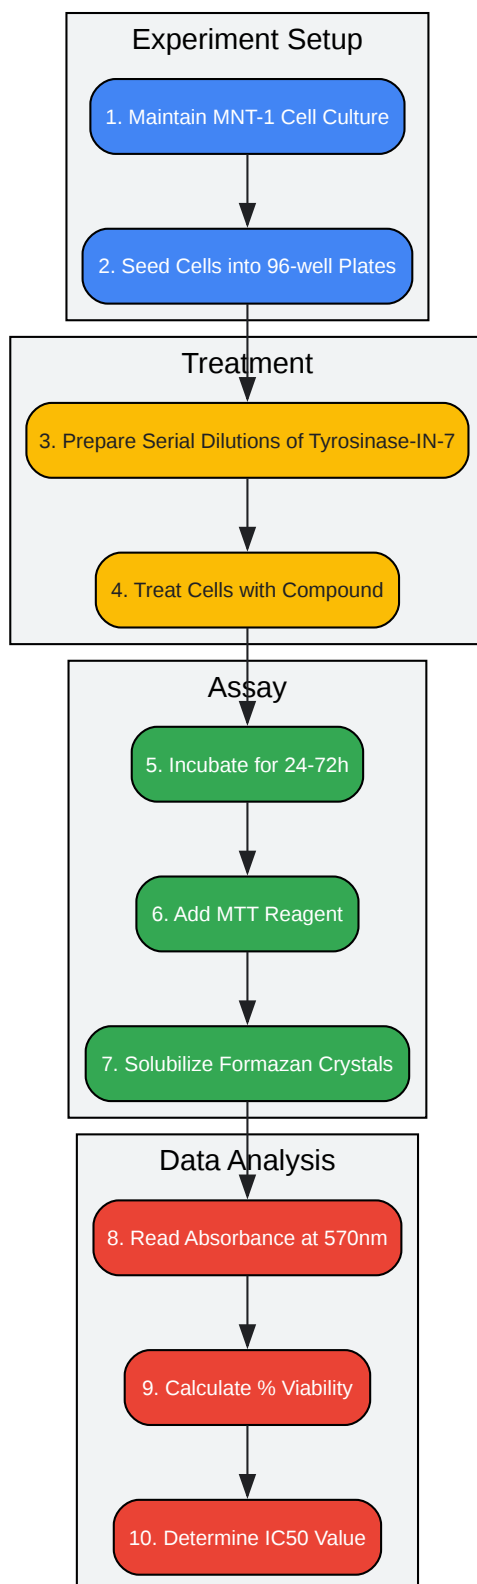 Experiment Setup
1. Maintain MNT-1 Cell Culture
2. Seed Cells into 96-well Plates
Treatment
3. Prepare Serial Dilutions of Tyrosinase-IN-7
4. Treat Cells with Compound
Assay
5. Incubate for 24-72h
6. Add MTT Reagent
7. Solubilize Formazan Crystals
Data Analysis
8. Read Absorbance at 570nm
9. Calculate % Viability
10. Determine IC50 Value